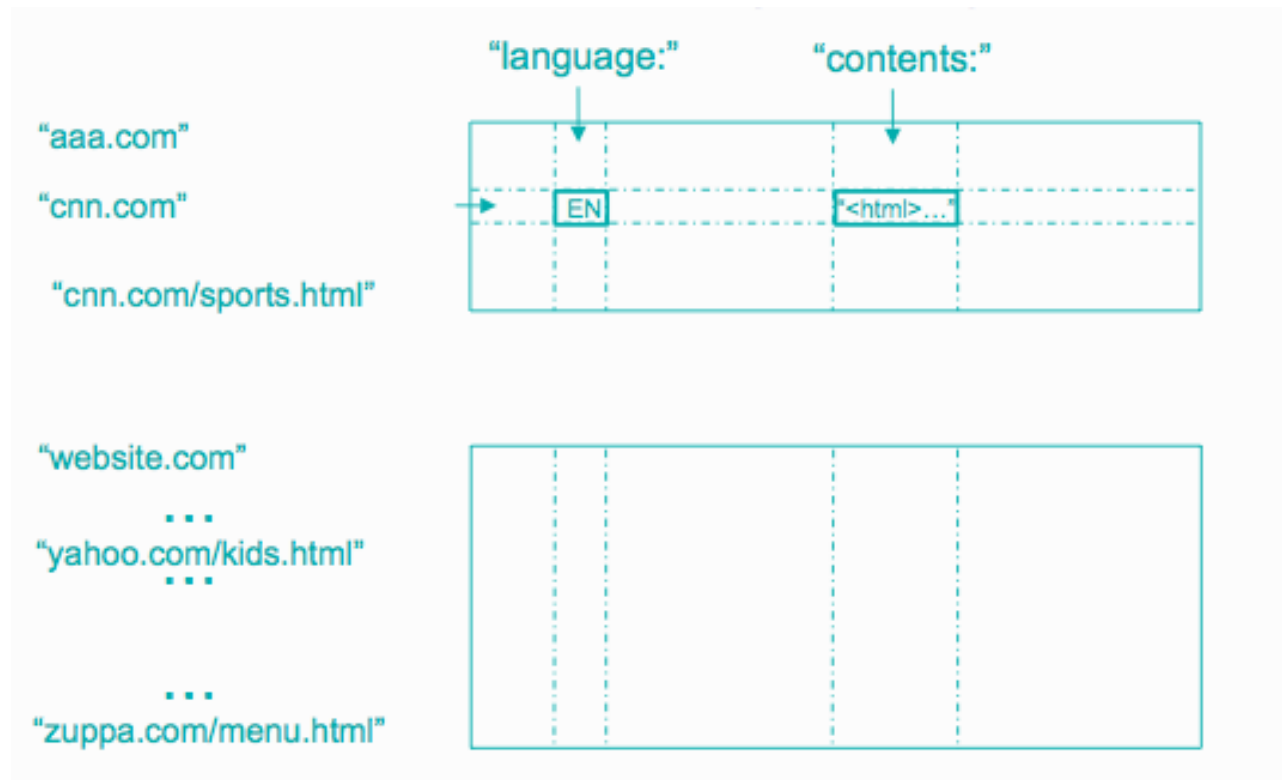 “language:” “contents:”
“aaa.com”
“cnn.com” EN “<html>…”
“cnn.com/sports.html”
“website.com”
...
“yahoo.com/kids.html”
...
...
“zuppa.com/menu.html”